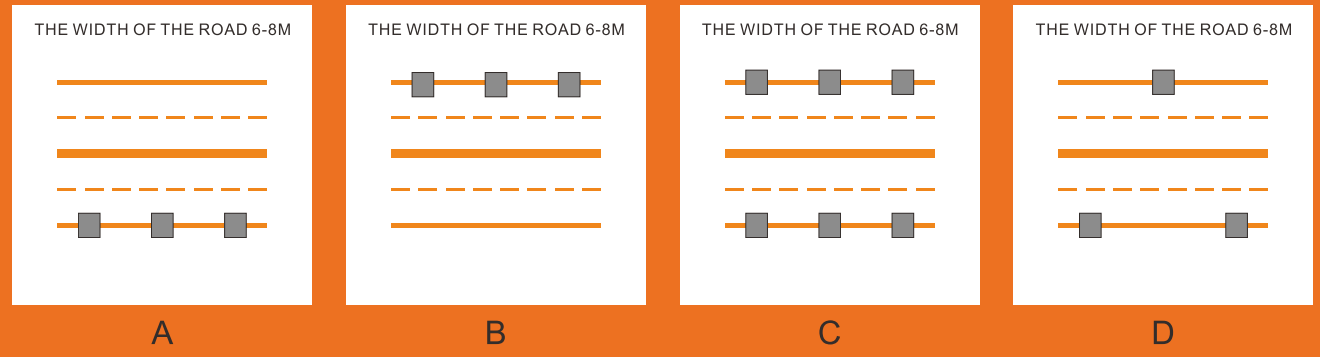 THE WIDTH OF THE ROAD 6-8M
THE WIDTH OF THE ROAD 6-8M
THE WIDTH OF THE ROAD 6-8M
THE WIDTH OF THE ROAD 6-8M
A
B
C
D